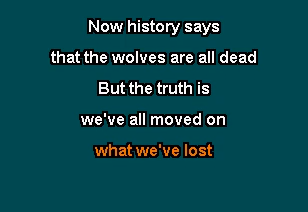 Now history says
that the wolves are all dead
But the truth is
we've all moved on
what we've lost